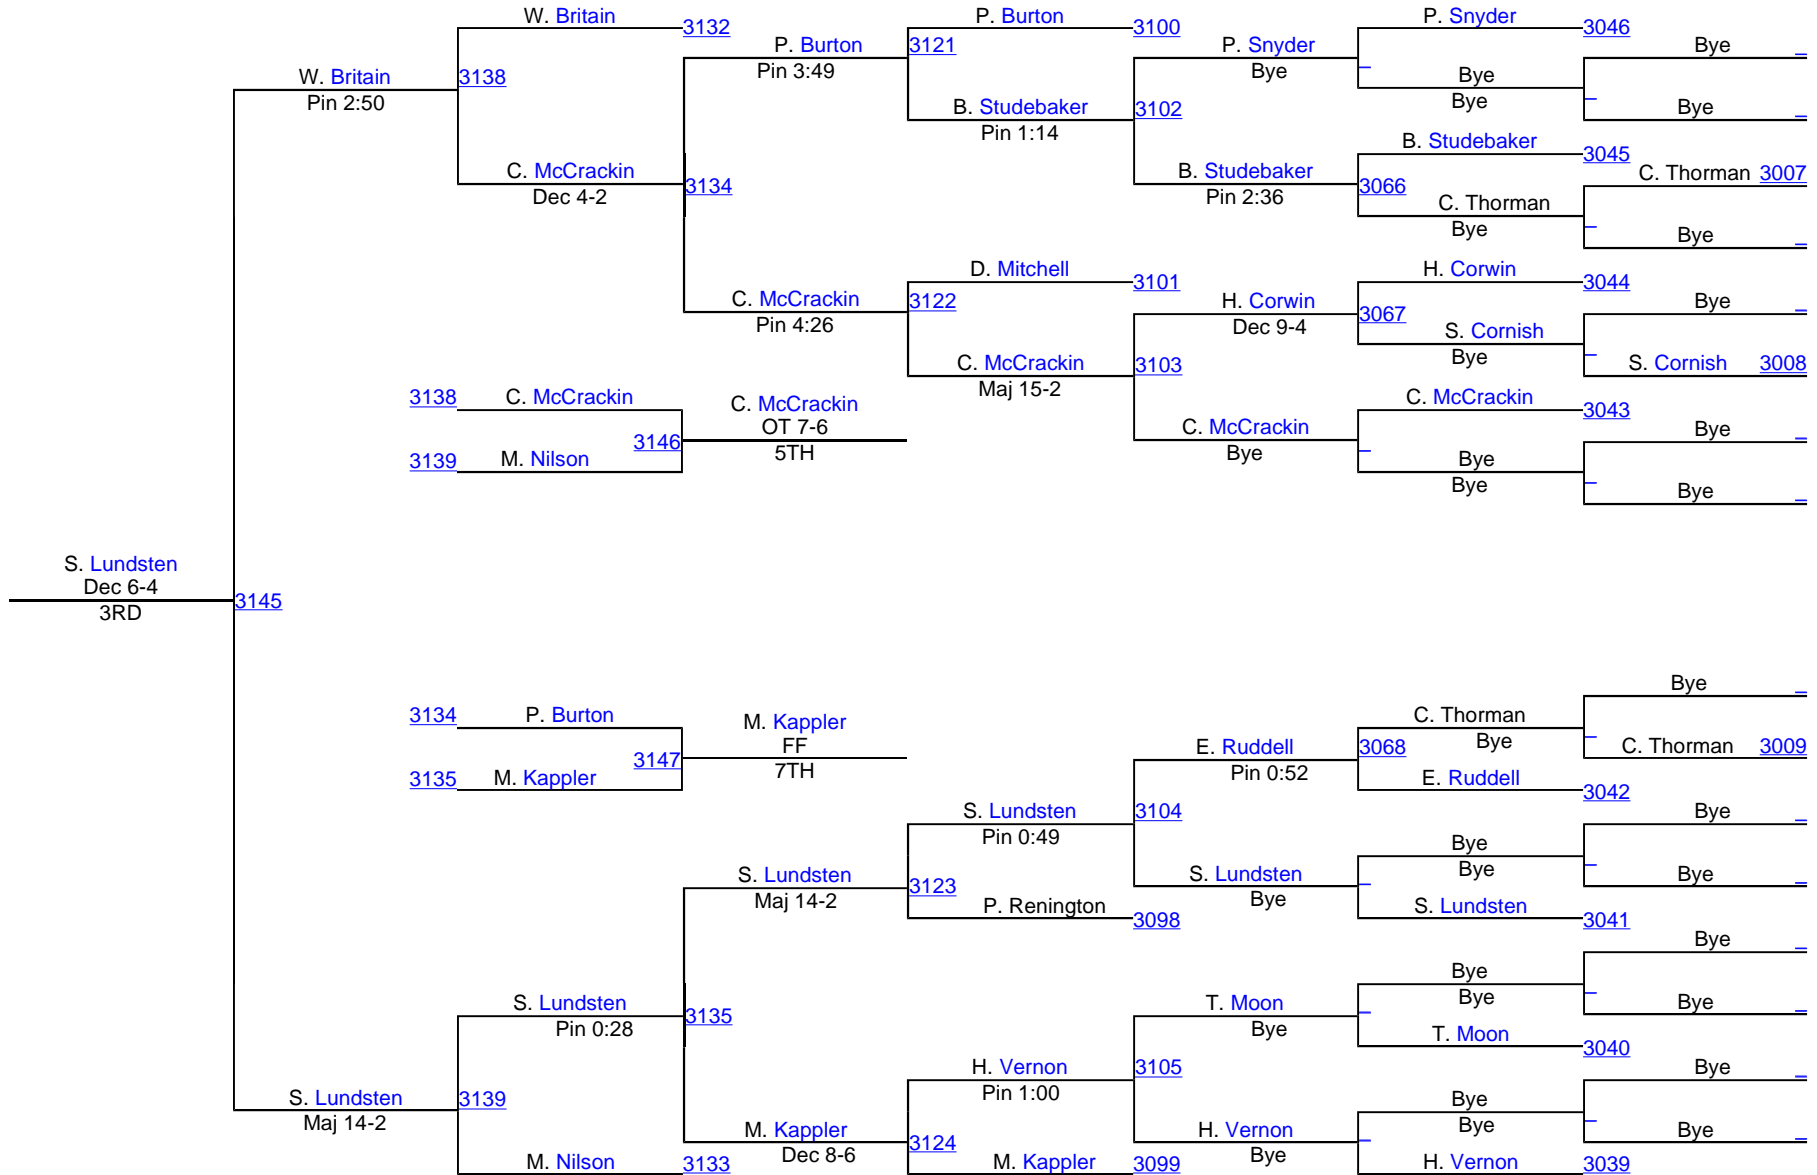 W. Britain
3132
W. Britain
Pin 2:50
3138
C. McCrackin
Dec 4-2
P. Burton
Pin 3:49
3134
C. McCrackin
Pin 4:26
P. Burton
3100
3121
B. Studebaker
Pin 1:14
D. Mitchell
3101
3122
C. McCrackin
Maj 15-2
P. Snyder
Bye
3102
B. Studebaker
Pin 2:36
H. Corwin
Dec 9-4
3103
C. McCrackin
Bye
P. Snyder
3046
Bye
Bye
B. Studebaker
3045
3066
C. Thorman
Bye
H. Corwin
3044
3067
S. Cornish
Bye
C. McCrackin
3043
Bye
Bye
Bye
Bye
C. Thorman 3007
Bye
Bye
S. Cornish 3008
Bye
Bye
3138 C. McCrackin
3146
3139 M. Nilson
C. McCrackin
OT 7-6
5TH
S. Lundsten
Dec 6-4
3RD
3145
3134 P. Burton
3147
3135 M. Kappler
M. Kappler
FF
7TH
S. Lundsten
Maj 14-2
3139
S. Lundsten
Pin 0:28
M. Nilson
3133
S. Lundsten
Maj 14-2
3135
M. Kappler
Dec 8-6
S. Lundsten
Pin 0:49
3123
P. Renington
3098
H. Vernon
Pin 1:00
3124
M. Kappler
3099
E. Ruddell
Pin 0:52
3104
S. Lundsten
Bye
T. Moon
Bye
3105
H. Vernon
Bye
C. Thorman
Bye
3068
E. Ruddell
3042
Bye
Bye
S. Lundsten
3041
Bye
Bye
T. Moon
3040
Bye
Bye
H. Vernon
3039
Bye
C. Thorman 3009
Bye
Bye
Bye
Bye
Bye
Bye